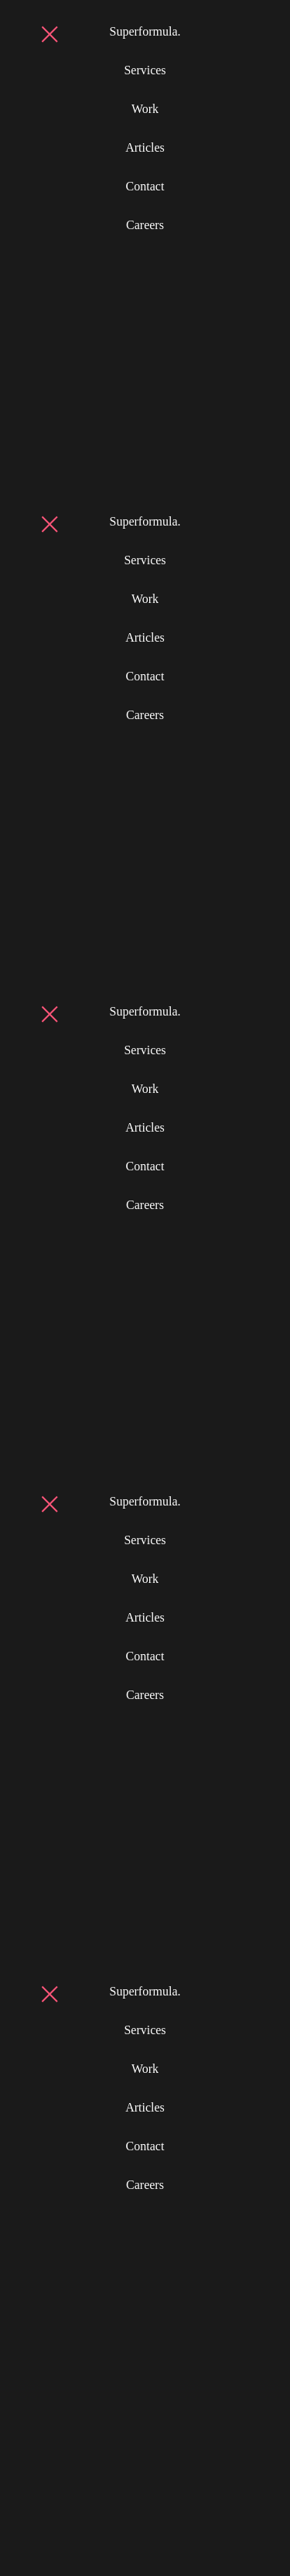 Superformula.
Services
Work
Articles
Contact
Careers
Superformula.
Services
Work
Articles
Contact
Careers
Superformula.
Services
Work
Articles
Contact
Careers
Superformula.
Services
Work
Articles
Contact
Careers
Superformula.
Services
Work
Articles
Contact
Careers